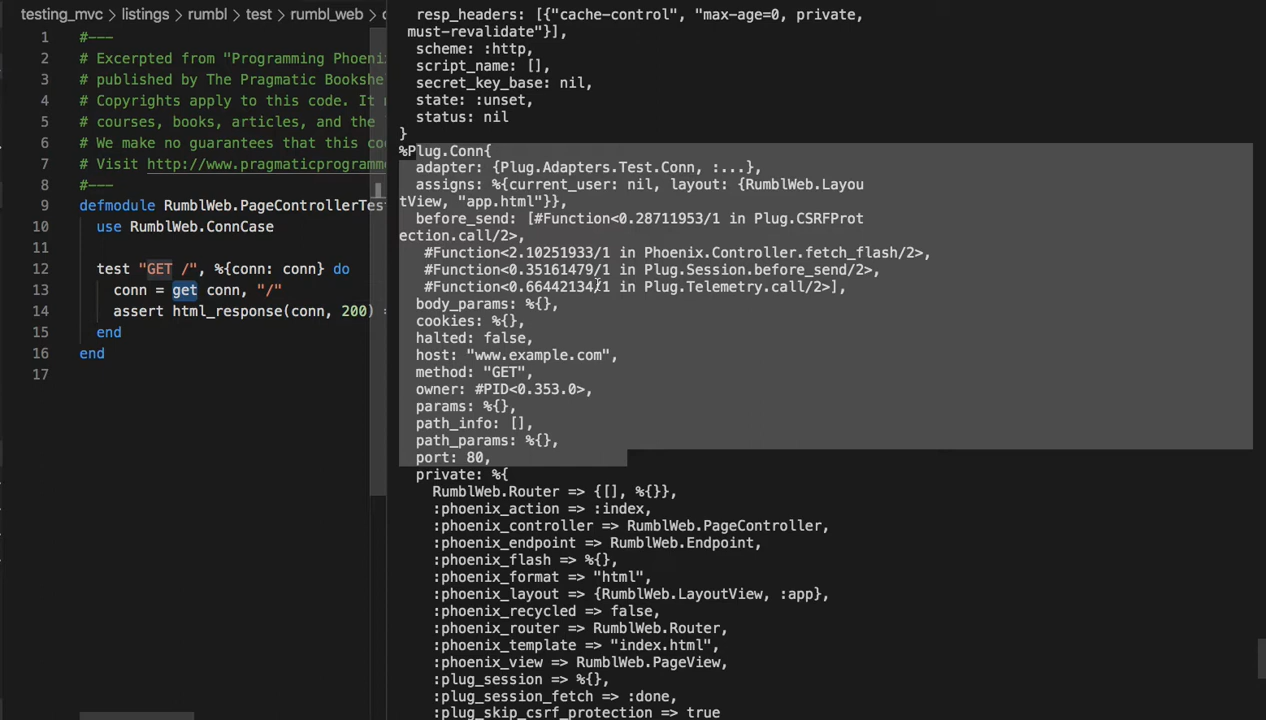 testing_mvc > listings > rumbl > test > rumbl_web >
1 #---
2 # Excerpted from "Programming Phoenix
3 # published by The Pragmatic Bookshe
4 # Copyrights apply to this code. It
5 # courses, books, articles, and the
6 # We make no guarantees that this co
7 # Visit http://www.pragmaticprogramme
8 #---
9 defmodule RumblWeb.PageControllerTes
10 use RumblWeb.ConnCase
11
12 test "GET /", %{conn: conn} do
13 conn = get conn, "/"
14 assert html_response(conn, 200) =
15 end
16 end
17
resp_headers: [{"cache-control", "max-age=0, private,
must-revalidate"}],
scheme: :http,
script_name: [],
secret_key_base: nil,
state: :unset,
status: nil
}
%Plug.Conn{
adapter: {Plug.Adapters.Test.Conn, :...},
assigns: %{current_user: nil, layout: {RumblWeb.Layou
tView, "app.html"}},
before_send: [#Function<0.28711953/1 in Plug.CSRFProt
ection.call/2>,
#Function<2.10251933/1 in Phoenix.Controller.fetch_flash/2>,
#Function<0.35161479/1 in Plug.Session.before_send/2>,
#Function<0.66442134/1 in Plug.Telemetry.call/2>],
body_params: %{},
cookies: %{},
halted: false,
host: "www.example.com",
method: "GET",
owner: #PID<0.353.0>,
params: %{},
path_info: [],
path_params: %{},
port: 80,
private: %{
RumblWeb.Router => {[], %{}},
:phoenix_action => :index,
:phoenix_controller => RumblWeb.PageController,
:phoenix_endpoint => RumblWeb.Endpoint,
:phoenix_flash => %{},
:phoenix_format => "html",
:phoenix_layout => {RumblWeb.LayoutView, :app},
:phoenix_recycled => false,
:phoenix_router => RumblWeb.Router,
:phoenix_template => "index.html",
:phoenix_view => RumblWeb.PageView,
:plug_session => %{},
:plug_session_fetch => :done,
:plug_skip_csrf_protection => true